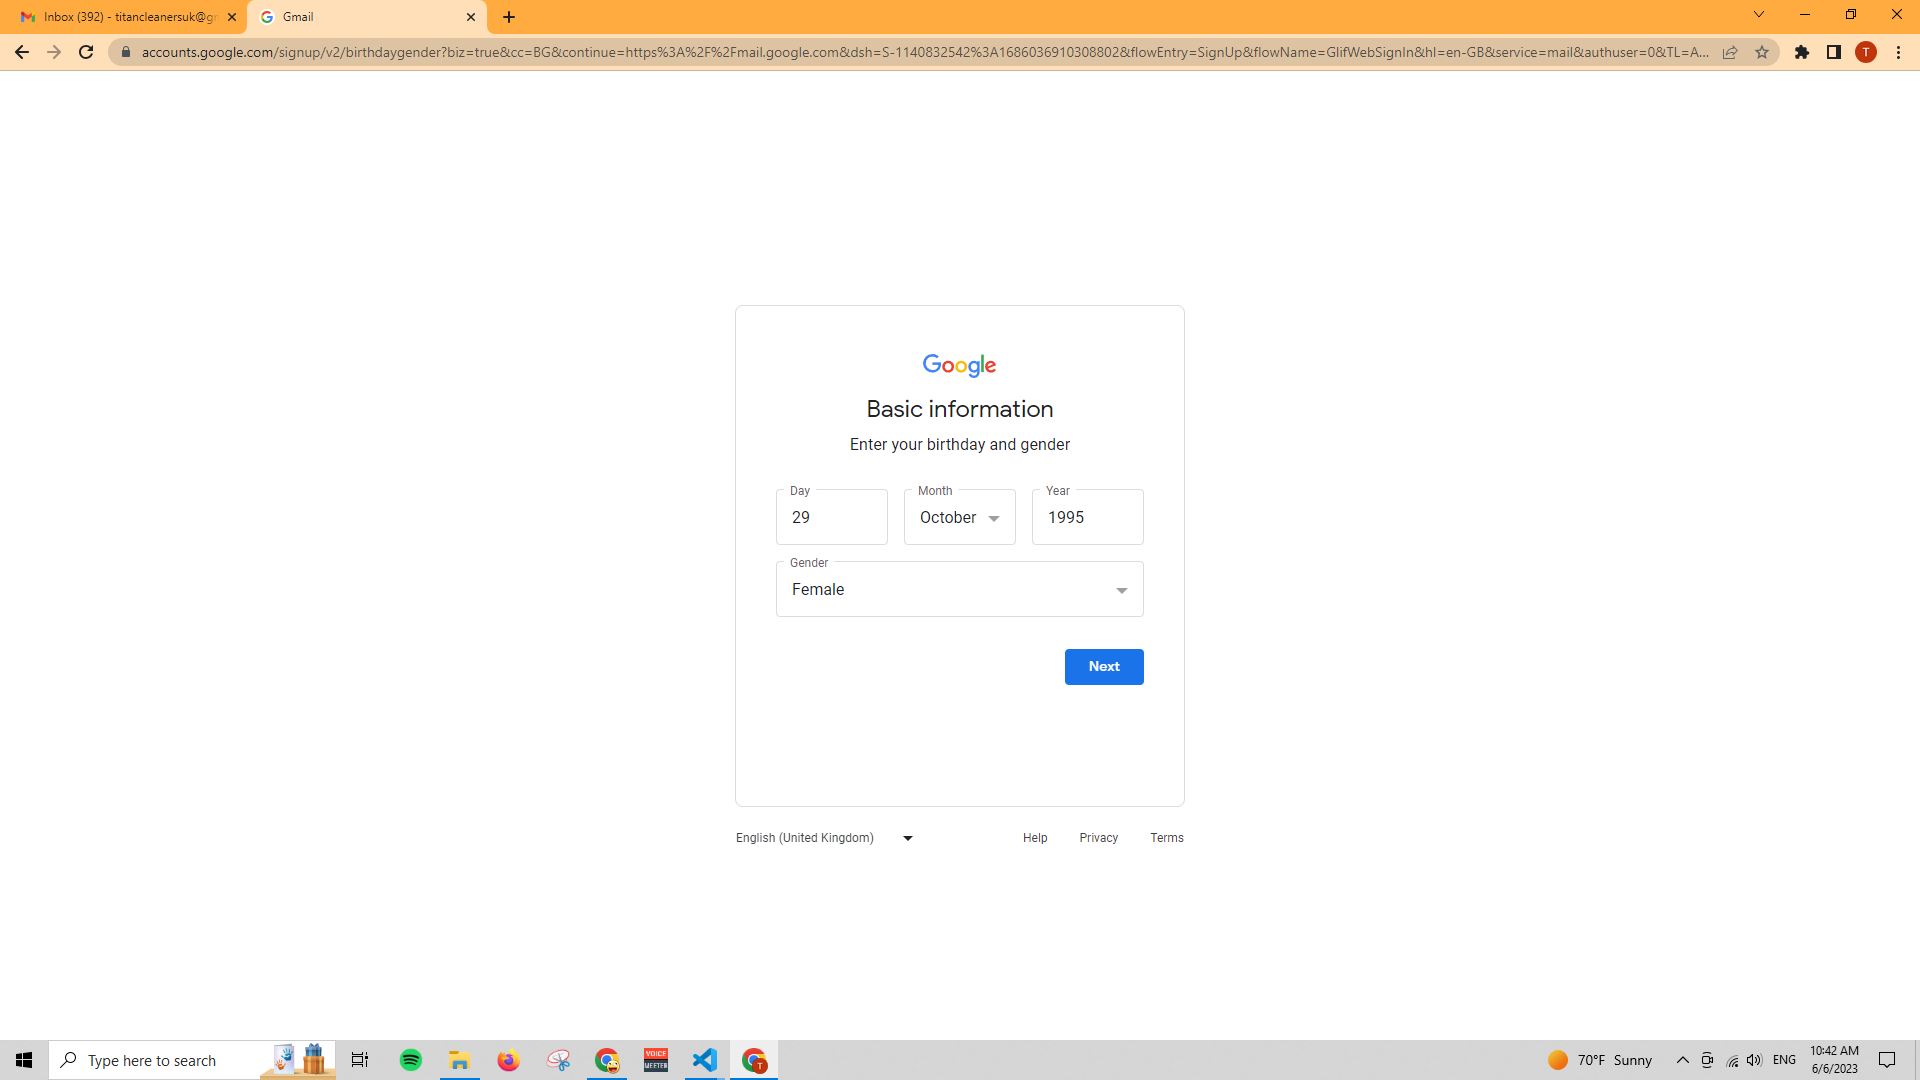 Inbox (392) - titancleanersuk@gm
Gmail
accounts.google.com/signup/v2/birthdaygender?biz=true&cc=BG&continue=https%3A%2F%2Fmail.google.com&dsh=S-1140832542%3A1686036910308802&flowEntry=SignUp&flowName=GlifWebSignIn&hl=en-GB&service=mail&authuser=0&TL=A...
T
Google
Basic information
Enter your birthday and gender
Day Month Year
29 October 1995
Gender
Female
Next
English (United Kingdom) Help Privacy Terms
Type here to search
VOICE
MEETER
T
70°F Sunny
ENG
10:42 AM
6/6/2023